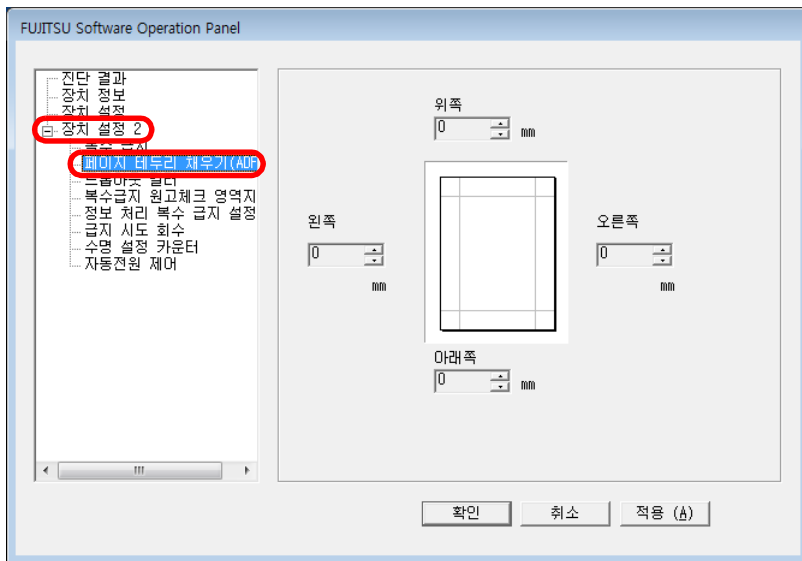 FUJITSU Software Operation Panel
진단 결과
장치 정보
장치 설정
장치 설정 2
복수 급지
페이지 테두리 채우기(ADF
드롭아웃 컬러
복수급지 원고체크 영역지
정보 처리 복수 급지 설정
급지 시도 회수
수명 설정 카운터
자동전원 제어
위쪽
0 mm
왼쪽
0
mm
오른쪽
0
mm
아래쪽
0 mm
확인 취소 적용 (A)